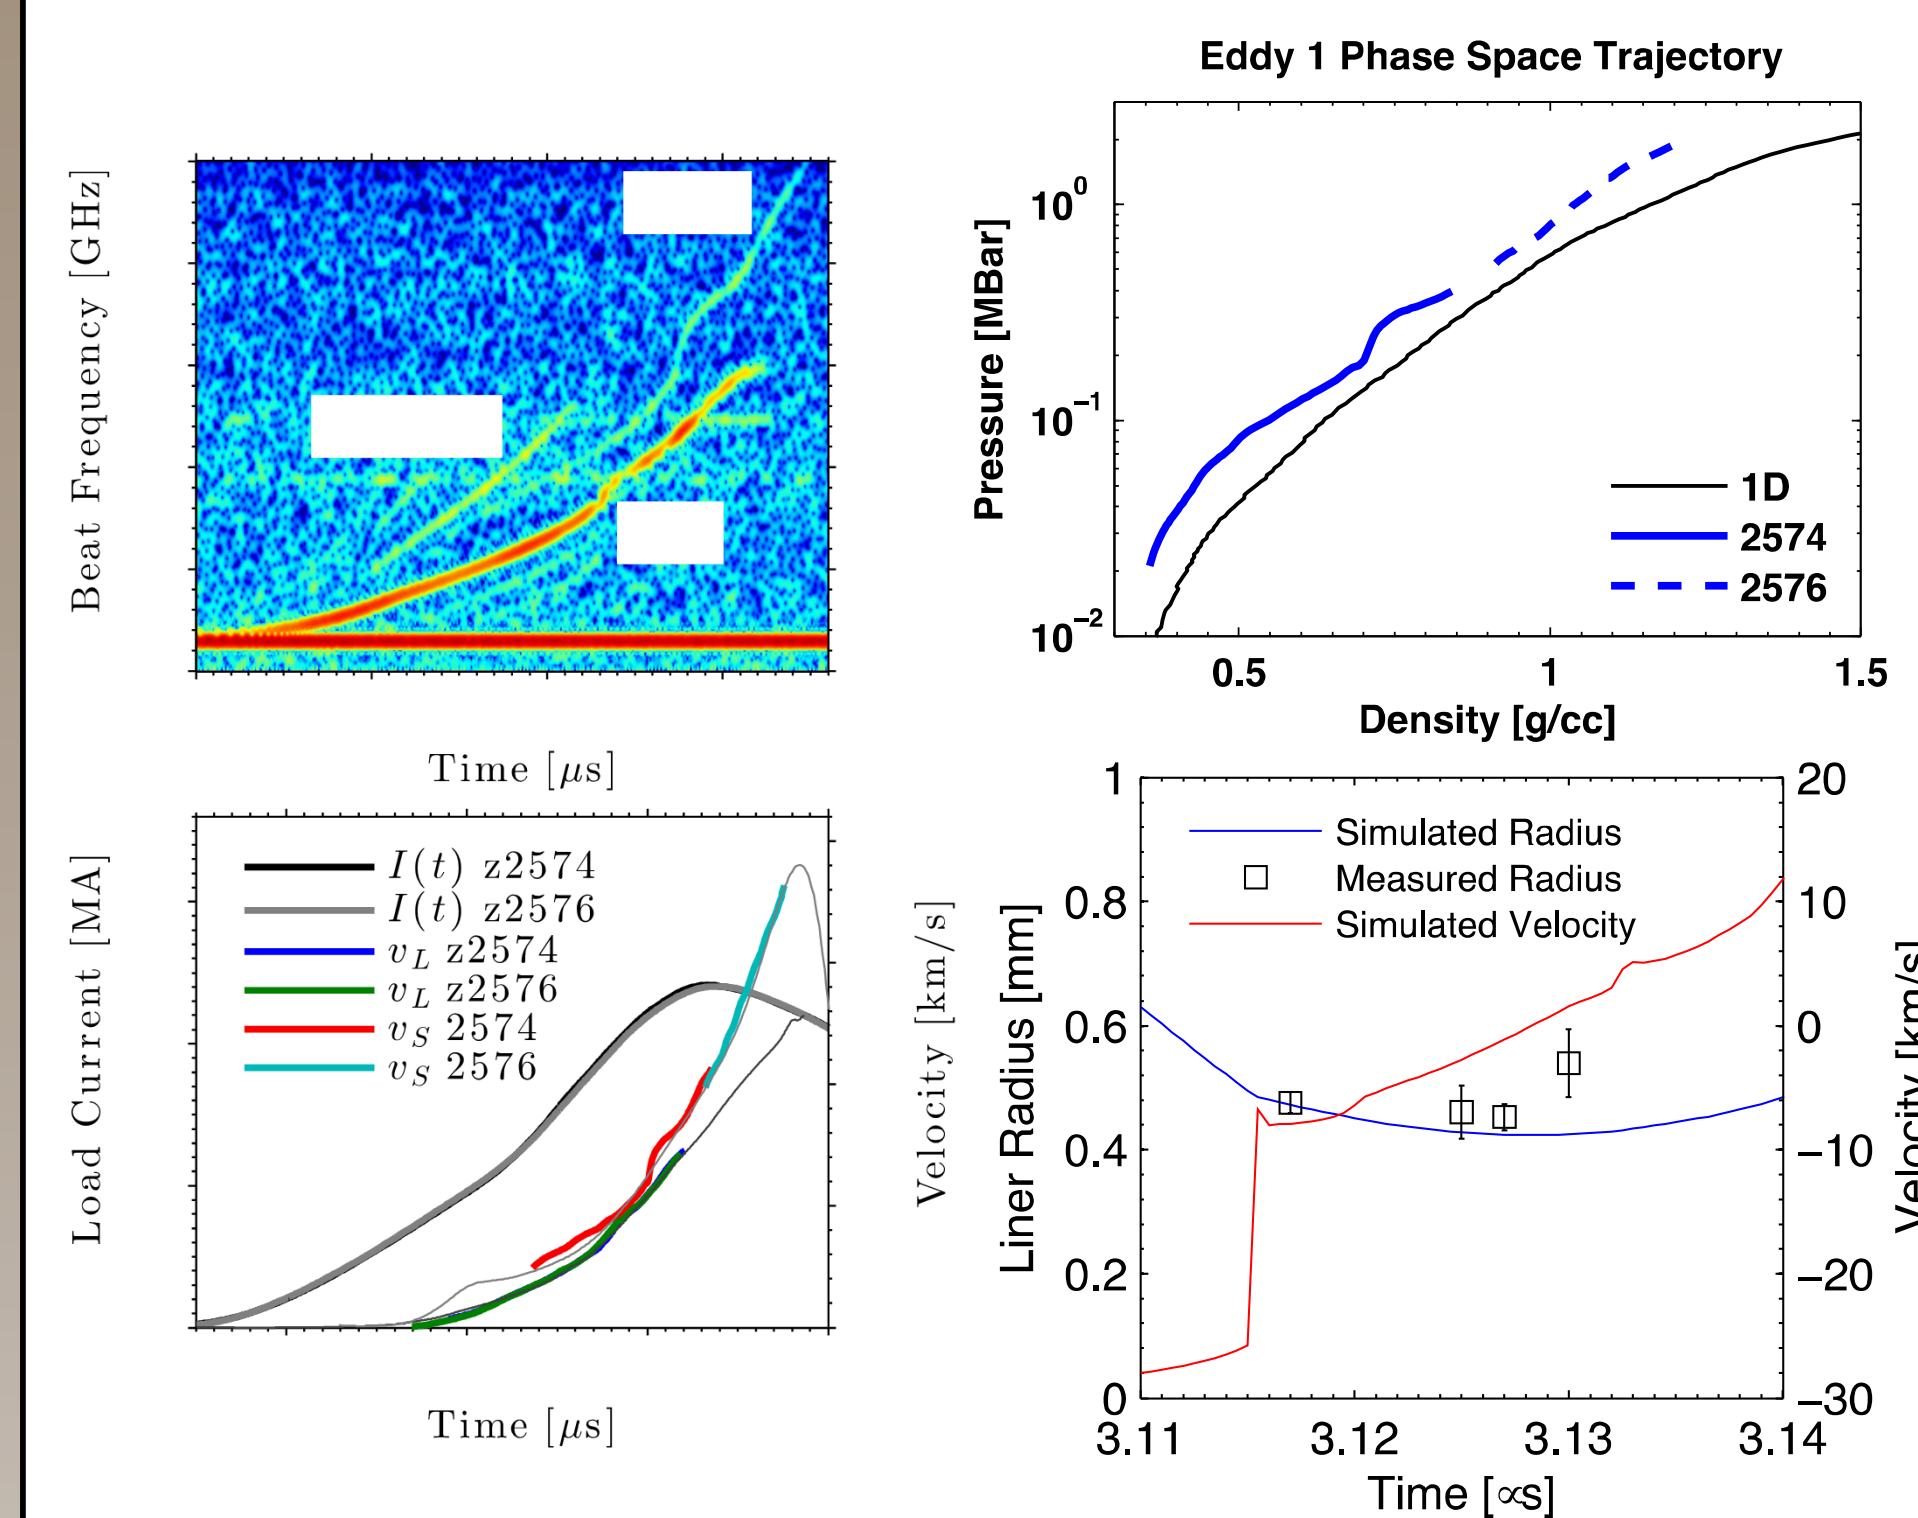 Eddy 1 Phase Space Trajectory
Beat Frequency [GHz]
Time [μs]
Pressure [MBar]
10⁰
10⁻¹
10⁻²
1D
2574
2576
0.5
1
1.5
Density [g/cc]
Load Current [MA]
I(t) z2574
I(t) z2576
v_L z2574
v_L z2576
v_S 2574
v_S 2576
Velocity [km/s]
Time [μs]
Liner Radius [mm]
1
0.8
0.6
0.4
0.2
0
Simulated Radius
Measured Radius
Simulated Velocity
20
10
0
−10
−20
−30
Velocity [km/s]
3.11
3.12
3.13
3.14
Time [∝s]